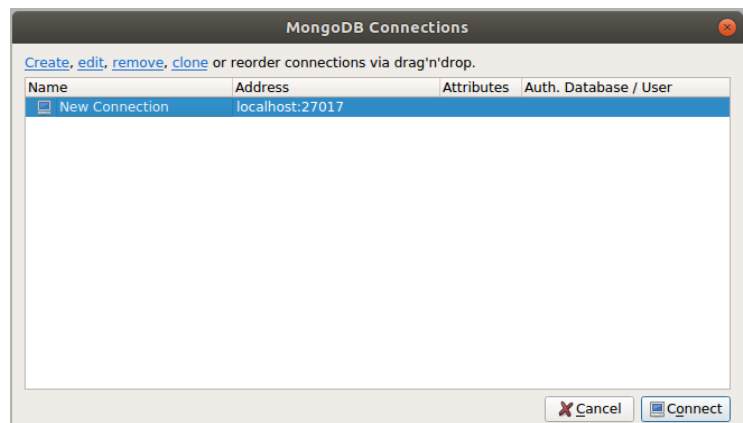 MongoDB Connections
Create, edit, remove, clone or reorder connections via drag'n'drop.
Name Address Attributes Auth. Database / User
New Connection localhost:27017
Cancel Connect